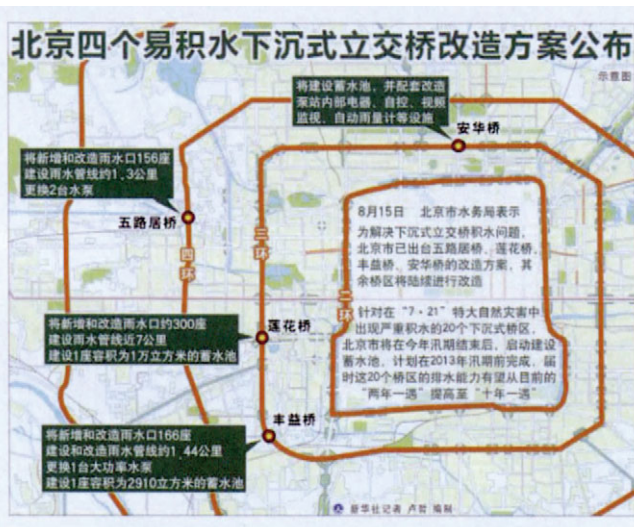 北京四个易积水下沉式立交桥改造方案公布
示意图
将建设蓄水池，并配套改造
泵站内部电器、自控、视频
监视、自动雨量计等设施
安华桥
将新增和改造雨水口156座
建设雨水管线约1.3公里
更换2台水泵
五路居桥
四环
三环
二环
8月15日 北京市水务局表示
为解决下沉式立交桥积水问题，
北京市已出台五路居桥、莲花桥、
丰益桥、安华桥的改造方案，其
余桥区将陆续进行改造
针对在“7·21”特大自然灾害中
出现严重积水的20个下沉式桥区，
北京市将在今年汛期结束后，启动建设
蓄水池，计划在2013年汛期前完成，届
时这20个桥区的排水能力有望从目前的
“两年一遇”提高至“十年一遇”
将新增和改造雨水口约300座
建设雨水管线近7公里
建设1座容积为1万立方米的蓄水池
莲花桥
丰益桥
将新增和改造雨水口166座
建设和改造雨水管线约1.44公里
更换1台大功率水泵
建设1座容积为2910立方米的蓄水池
新华社记者 卢哲 编制